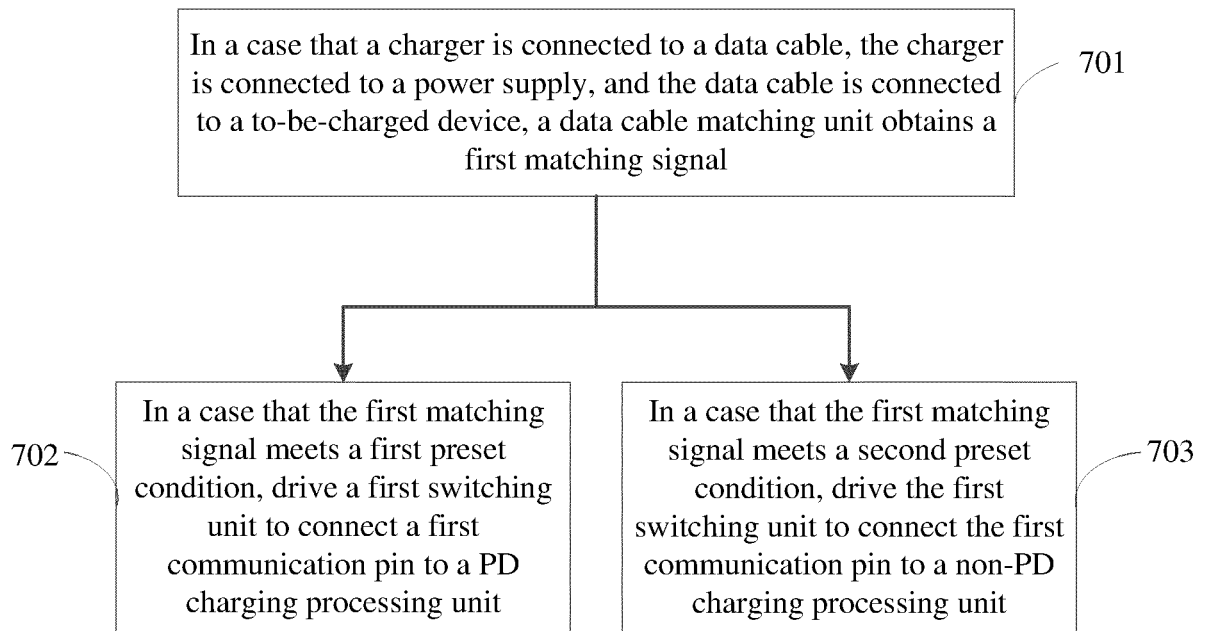 In a case that a charger is connected to a data cable, the charger
is connected to a power supply, and the data cable is connected
to a to-be-charged device, a data cable matching unit obtains a
first matching signal
701
In a case that the first matching
signal meets a first preset
condition, drive a first switching
unit to connect a first
communication pin to a PD
charging processing unit
702
In a case that the first matching
signal meets a second preset
condition, drive the first
switching unit to connect the first
communication pin to a non-PD
charging processing unit
703